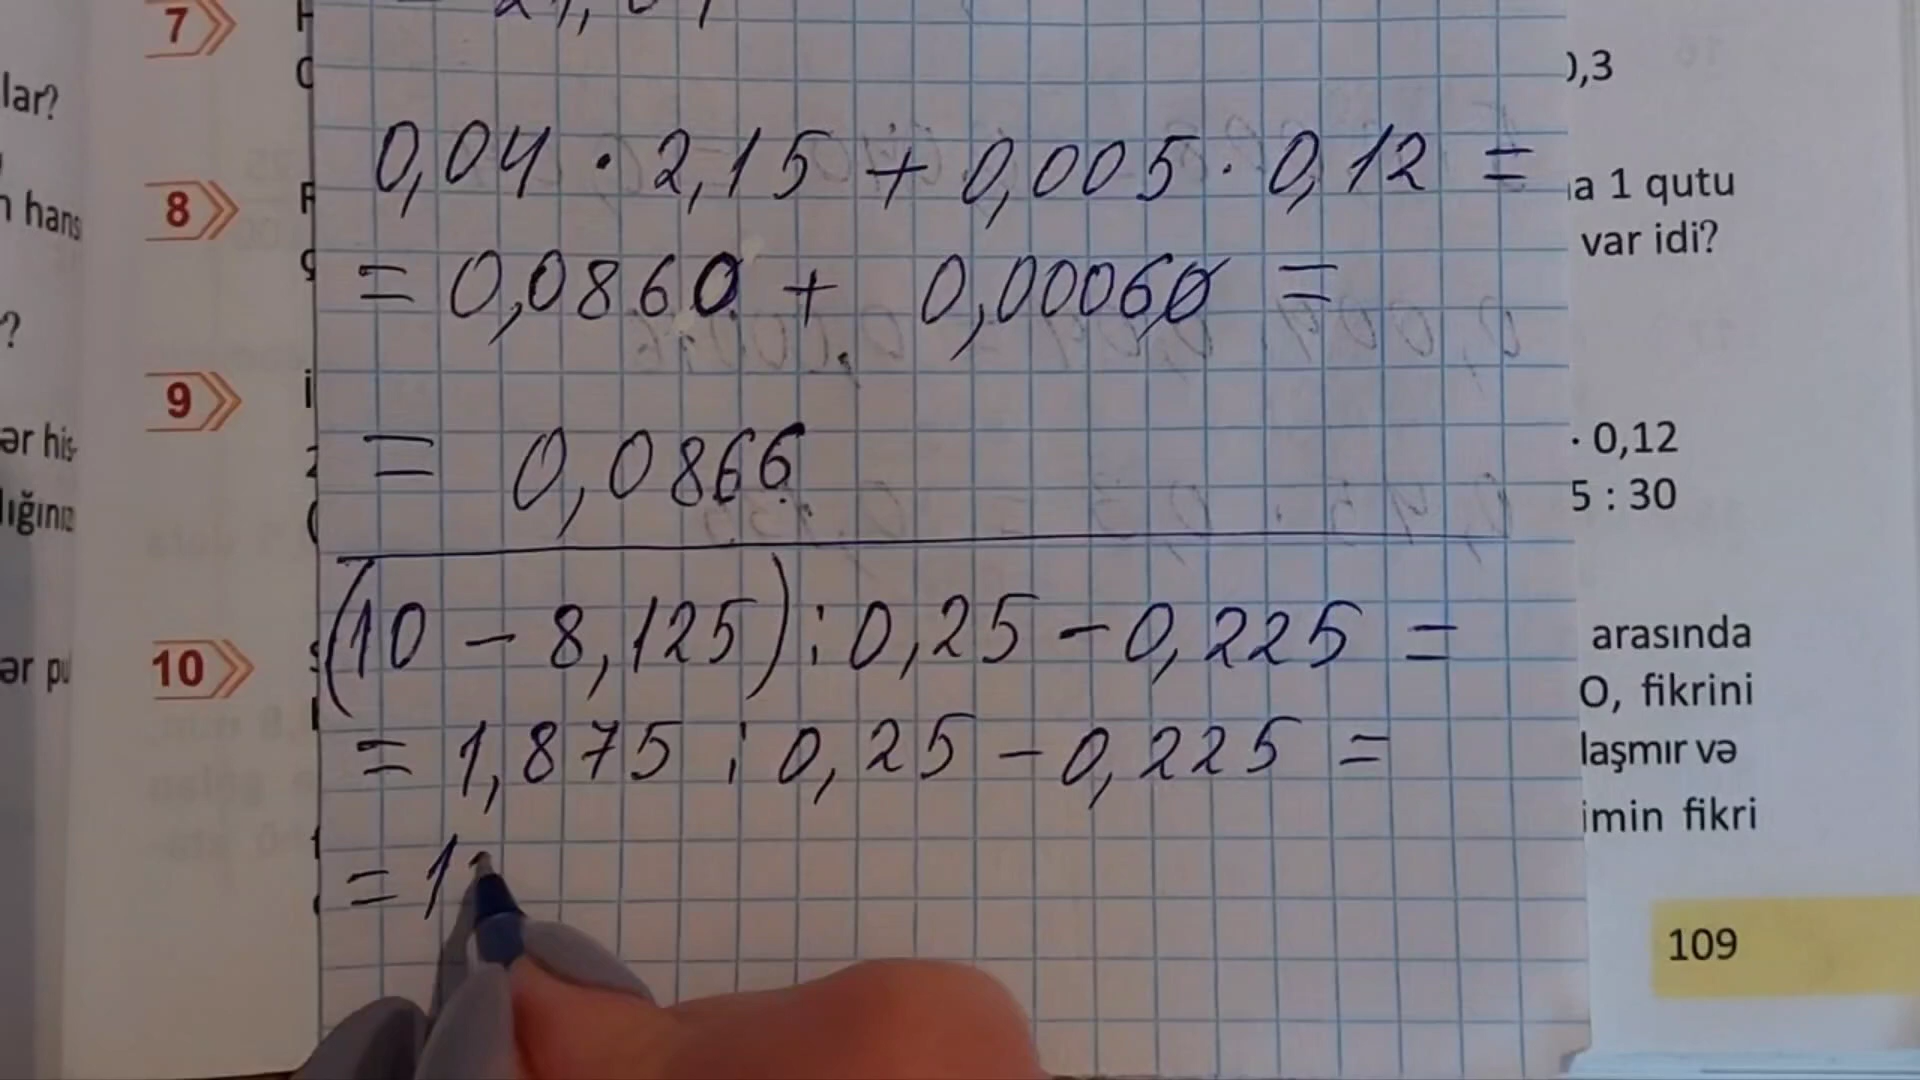 7
),3
lar?
0,04 · 2,15 + 0,005 · 0,12 =
8
a 1 qutu
hans
= 0,0860 + 0,00060 =
var idi?
?
9
ər his-
= 0,0866
· 0,12
5 : 30
lığınız
(10 - 8,125) : 0,25 - 0,225 =
arasında
10
ər pu
O, fikrini
= 1,875 : 0,25 - 0,225 =
laşmır və
imin fikri
= 1
109